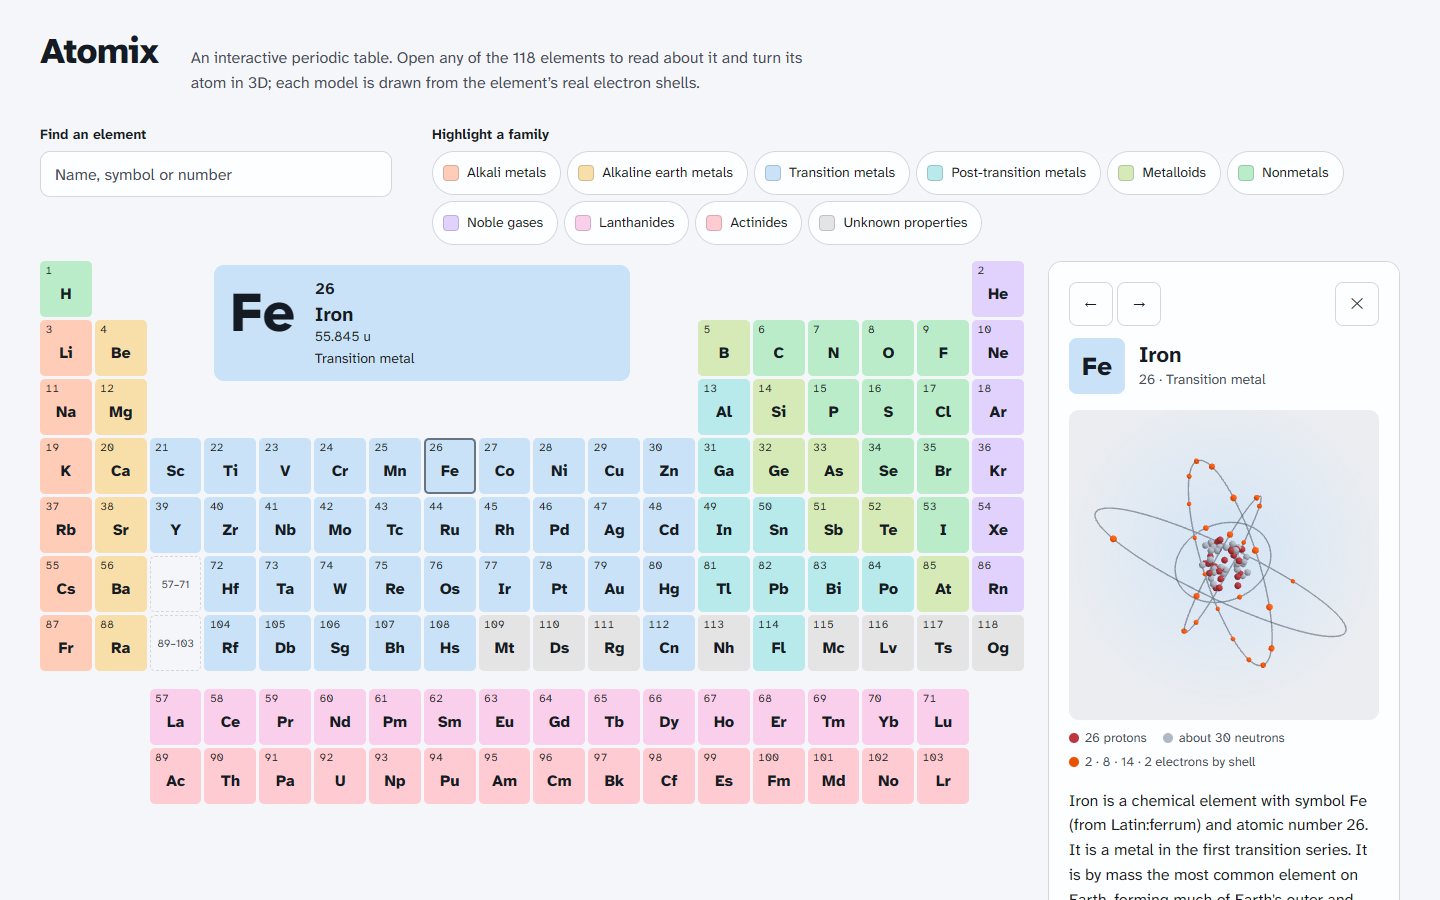 Atomix
An interactive periodic table. Open any of the 118 elements to read about it and turn its
atom in 3D; each model is drawn from the element’s real electron shells.
Find an element
Highlight a family
Name, symbol or number
Alkali metals
Alkaline earth metals
Transition metals
Post-transition metals
Metalloids
Nonmetals
Noble gases
Lanthanides
Actinides
Unknown properties
1
H
2
He
Fe
26
Iron
55.845 u
Transition metal
3
Li
4
Be
5
B
6
C
7
N
8
O
9
F
10
Ne
11
Na
12
Mg
13
Al
14
Si
15
P
16
S
17
Cl
18
Ar
19
K
20
Ca
21
Sc
22
Ti
23
V
24
Cr
25
Mn
26
Fe
27
Co
28
Ni
29
Cu
30
Zn
31
Ga
32
Ge
33
As
34
Se
35
Br
36
Kr
37
Rb
38
Sr
39
Y
40
Zr
41
Nb
42
Mo
43
Tc
44
Ru
45
Rh
46
Pd
47
Ag
48
Cd
49
In
50
Sn
51
Sb
52
Te
53
I
54
Xe
55
Cs
56
Ba
57–71
72
Hf
73
Ta
74
W
75
Re
76
Os
77
Ir
78
Pt
79
Au
80
Hg
81
Tl
82
Pb
83
Bi
84
Po
85
At
86
Rn
87
Fr
88
Ra
89–103
104
Rf
105
Db
106
Sg
107
Bh
108
Hs
109
Mt
110
Ds
111
Rg
112
Cn
113
Nh
114
Fl
115
Mc
116
Lv
117
Ts
118
Og
57
La
58
Ce
59
Pr
60
Nd
61
Pm
62
Sm
63
Eu
64
Gd
65
Tb
66
Dy
67
Ho
68
Er
69
Tm
70
Yb
71
Lu
89
Ac
90
Th
91
Pa
92
U
93
Np
94
Pu
95
Am
96
Cm
97
Bk
98
Cf
99
Es
100
Fm
101
Md
102
No
103
Lr
← → ×
Fe
Iron
26 · Transition metal
26 protons
about 30 neutrons
2 · 8 · 14 · 2 electrons by shell
Iron is a chemical element with symbol Fe
(from Latin:ferrum) and atomic number 26.
It is a metal in the first transition series. It
is by mass the most common element on
Earth, forming much of Earth's outer and